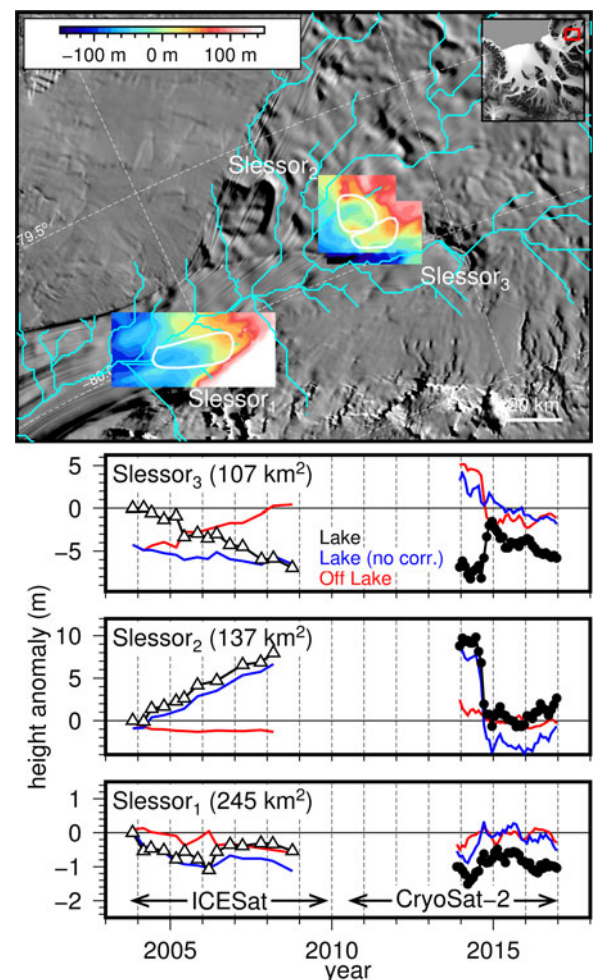 −100 m 0 m 100 m
Slessor2
−79.5°
Slessor3
−80.
Slessor1
20 km
Slessor3 (107 km2)
5
0
−5
Lake
Lake (no corr.)
Off Lake
Slessor2 (137 km2)
10
5
0
height anomaly (m)
Slessor1 (245 km2)
1
0
−1
−2
ICESat CryoSat−2
2005 2010 2015
year